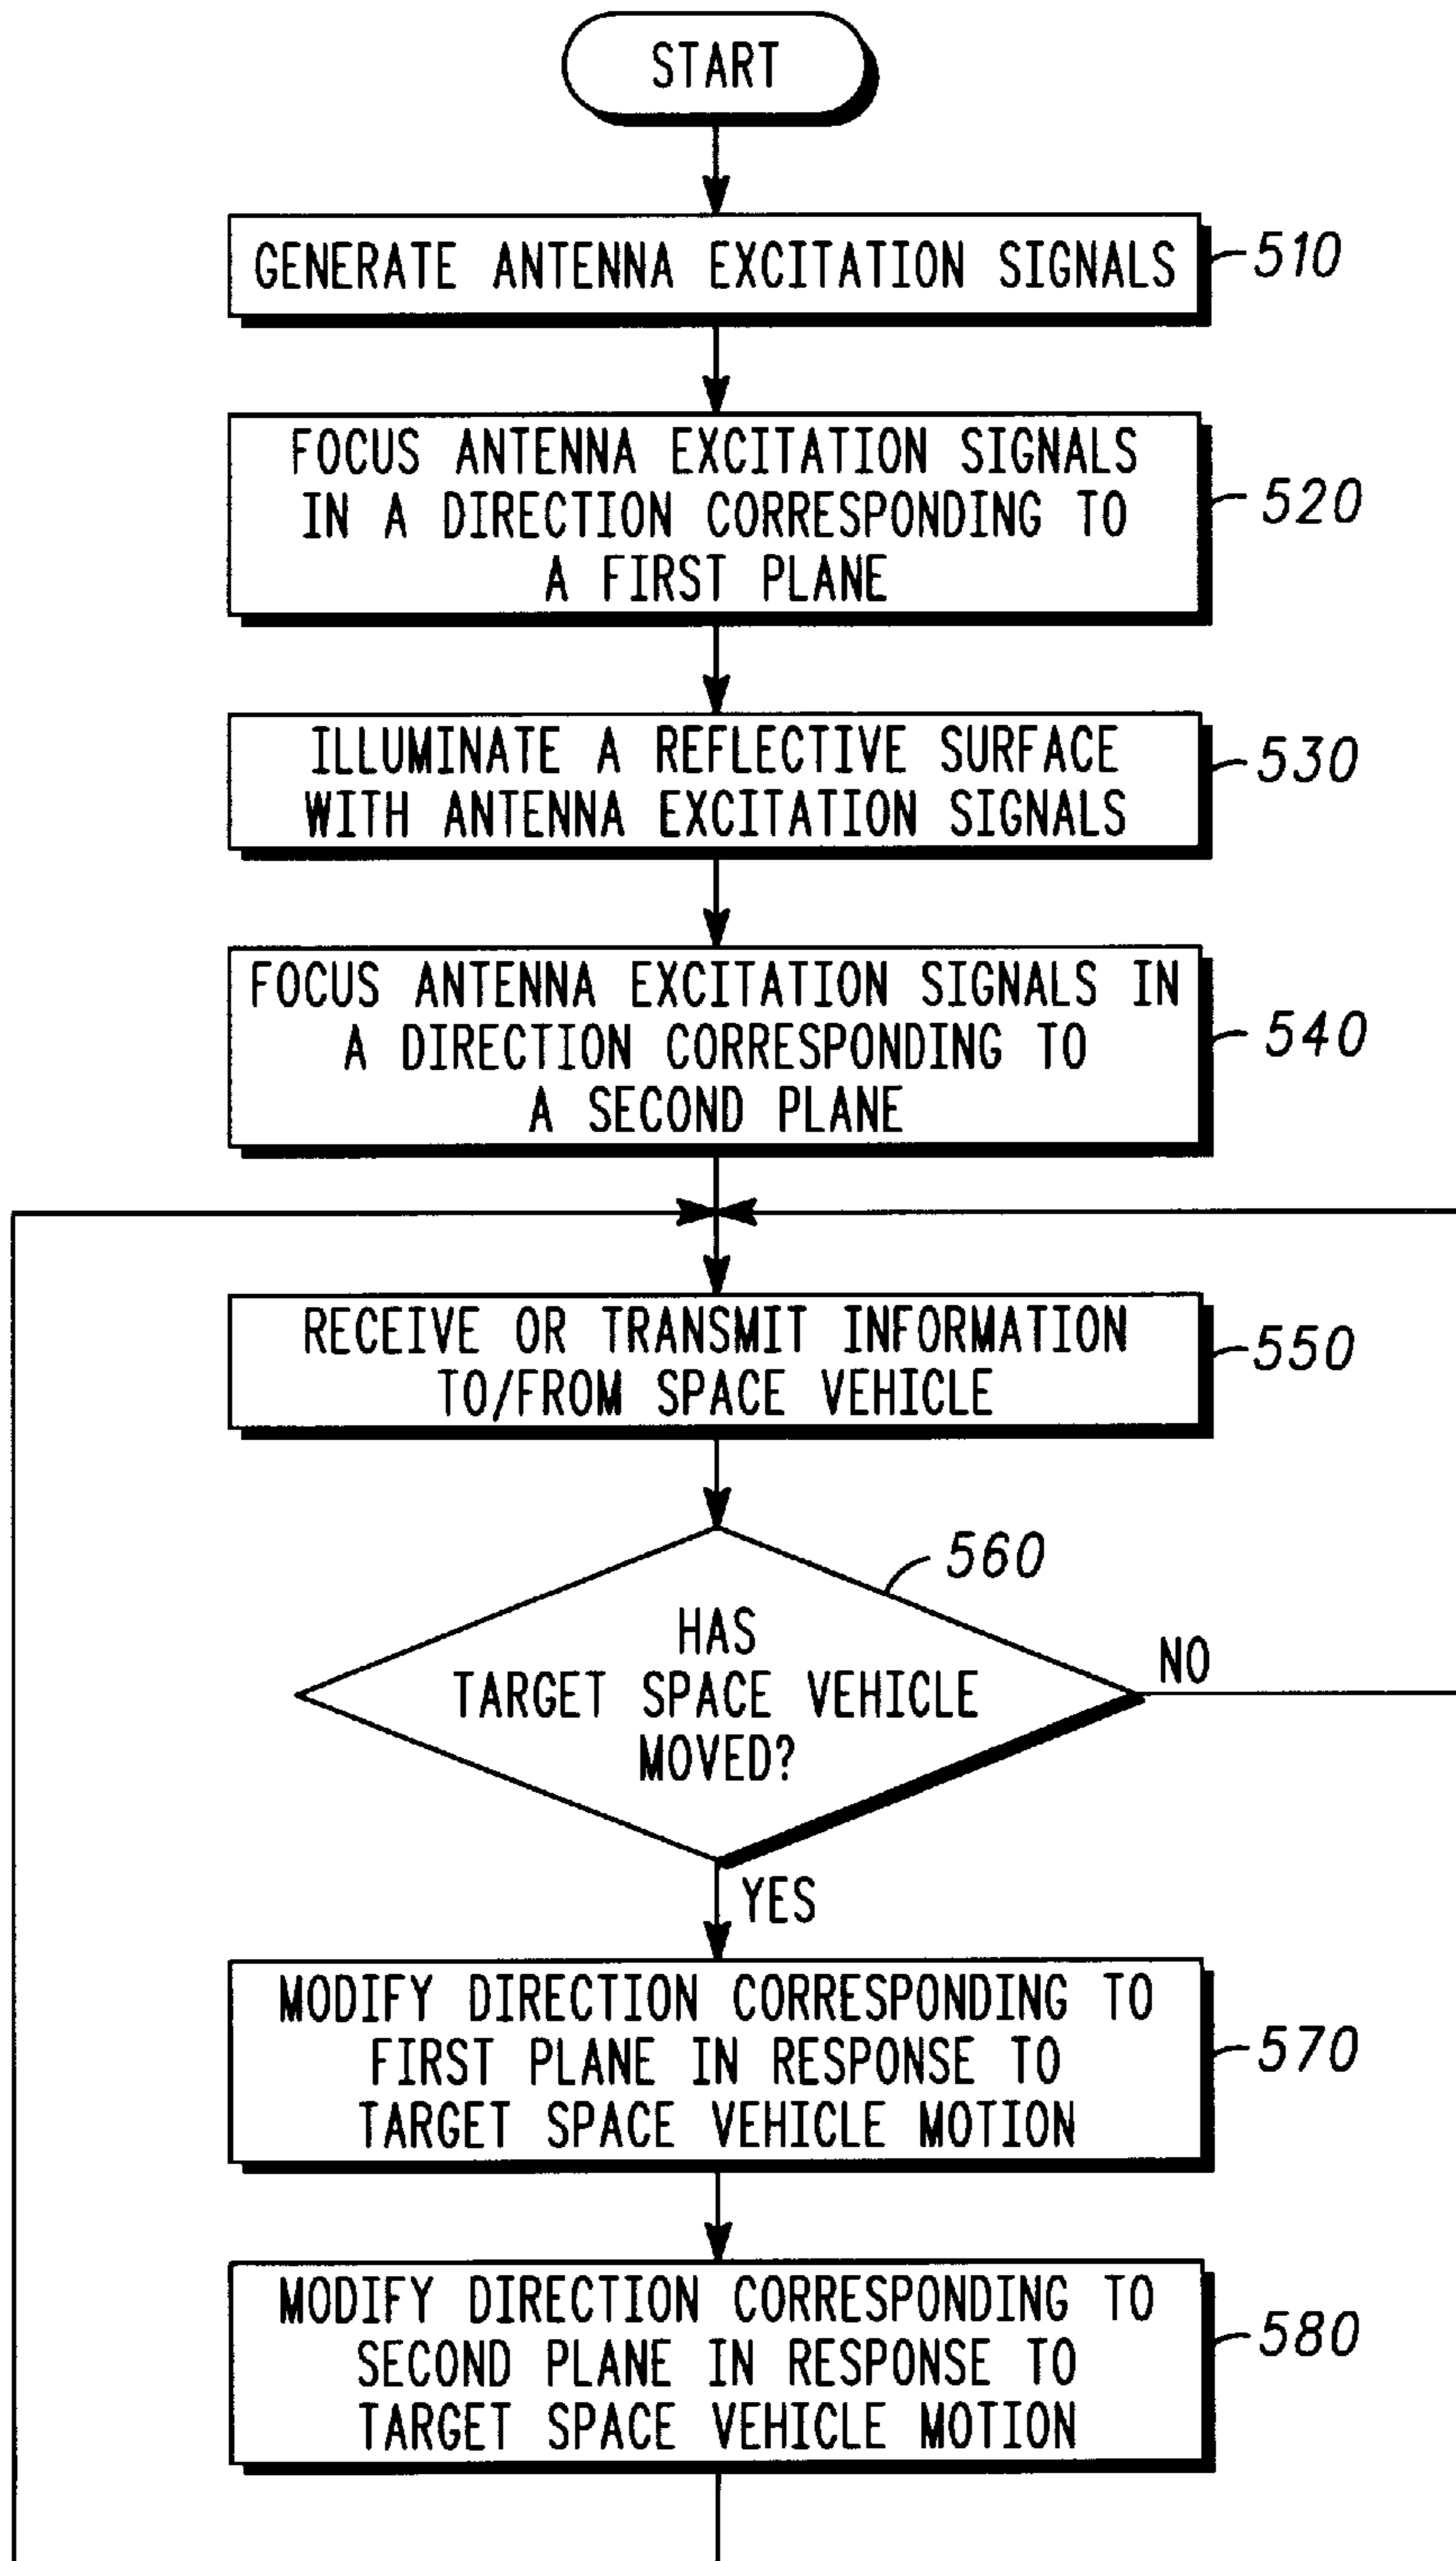 START
GENERATE ANTENNA EXCITATION SIGNALS
510
FOCUS ANTENNA EXCITATION SIGNALS
IN A DIRECTION CORRESPONDING TO
A FIRST PLANE
520
ILLUMINATE A REFLECTIVE SURFACE
WITH ANTENNA EXCITATION SIGNALS
530
FOCUS ANTENNA EXCITATION SIGNALS IN
A DIRECTION CORRESPONDING TO
A SECOND PLANE
540
RECEIVE OR TRANSMIT INFORMATION
TO/FROM SPACE VEHICLE
550
560
HAS
TARGET SPACE VEHICLE
MOVED?
NO
YES
MODIFY DIRECTION CORRESPONDING TO
FIRST PLANE IN RESPONSE TO
TARGET SPACE VEHICLE MOTION
570
MODIFY DIRECTION CORRESPONDING TO
SECOND PLANE IN RESPONSE TO
TARGET SPACE VEHICLE MOTION
580